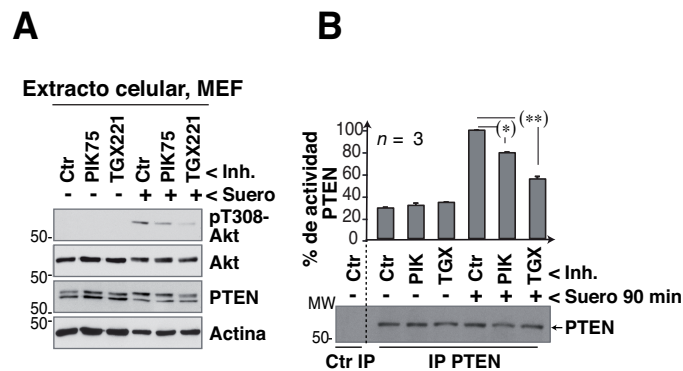 A
Extracto celular, MEF
Ctr PIK75 TGX221 Ctr PIK75 TGX221 < Inh.
- - - + + + < Suero
pT308-
Akt
50-
Akt
50-
PTEN
50-
Actina
B
% de actividad
PTEN
100
80
60
40
20
0
n = 3
(*)
(**)
Ctr Ctr PIK TGX Ctr PIK TGX < Inh.
- - - - + + + < Suero 90 min
MW
50-
←PTEN
Ctr IP IP PTEN